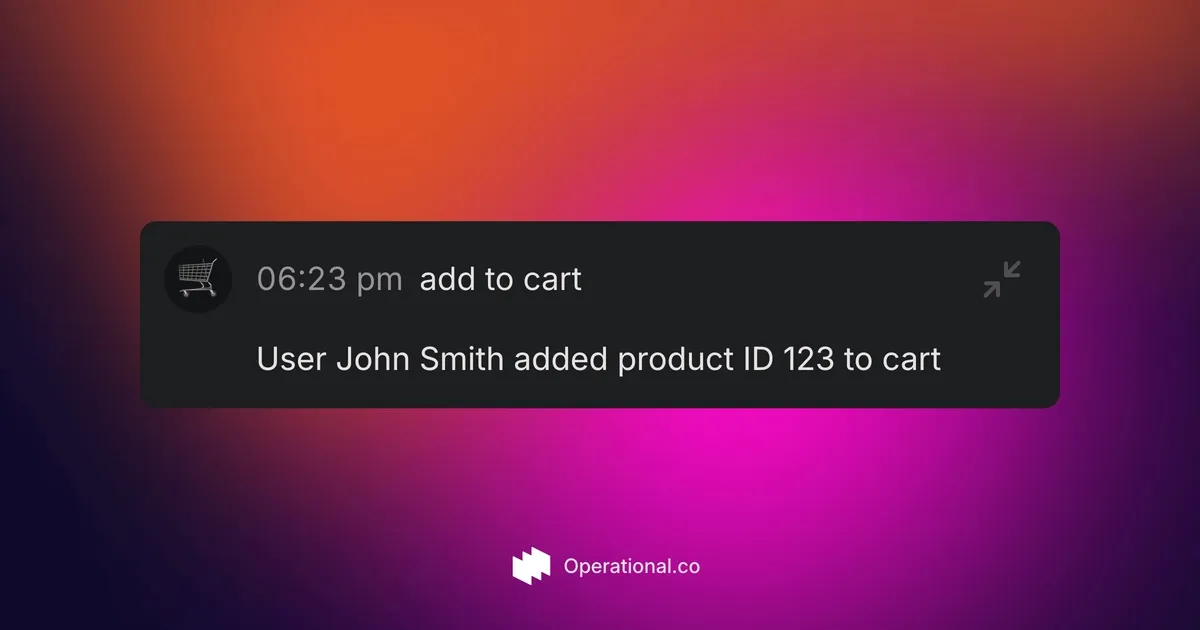 06:23 pm add to cart
User John Smith added product ID 123 to cart
Operational.co